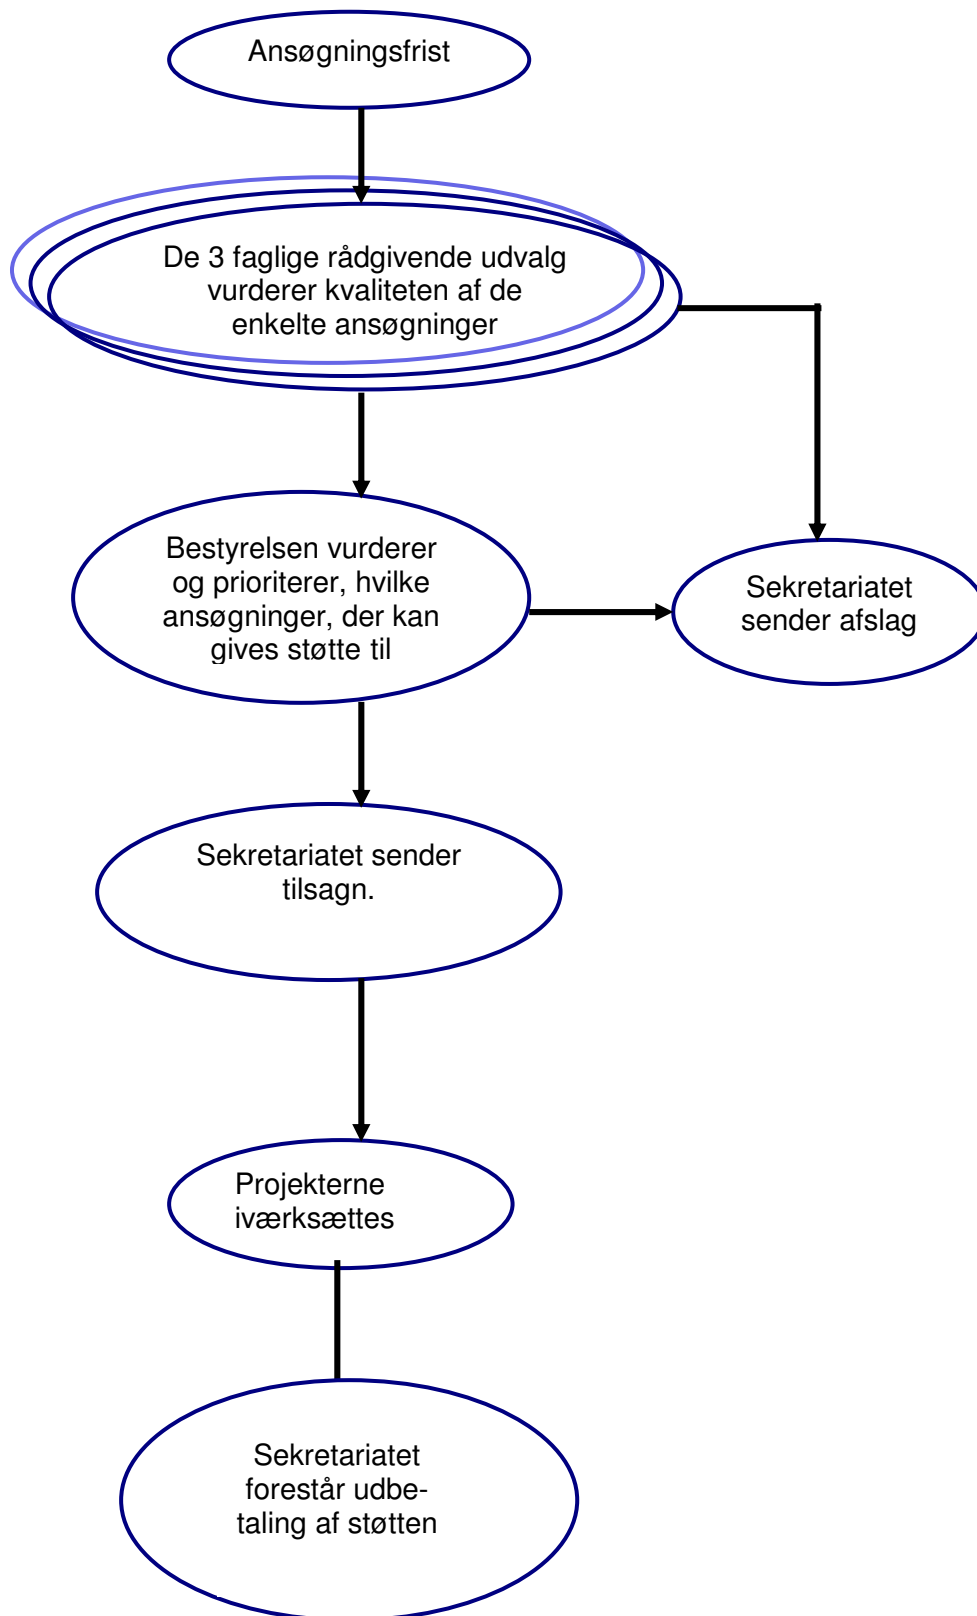 Ansøgningsfrist
De 3 faglige rådgivende udvalg
vurderer kvaliteten af de
enkelte ansøgninger
Bestyrelsen vurderer
og prioriterer, hvilke
ansøgninger, der kan
gives støtte til
Sekretariatet
sender afslag
Sekretariatet sender
tilsagn.
Projekterne
iværksættes
Sekretariatet
forestår udbe-
taling af støtten